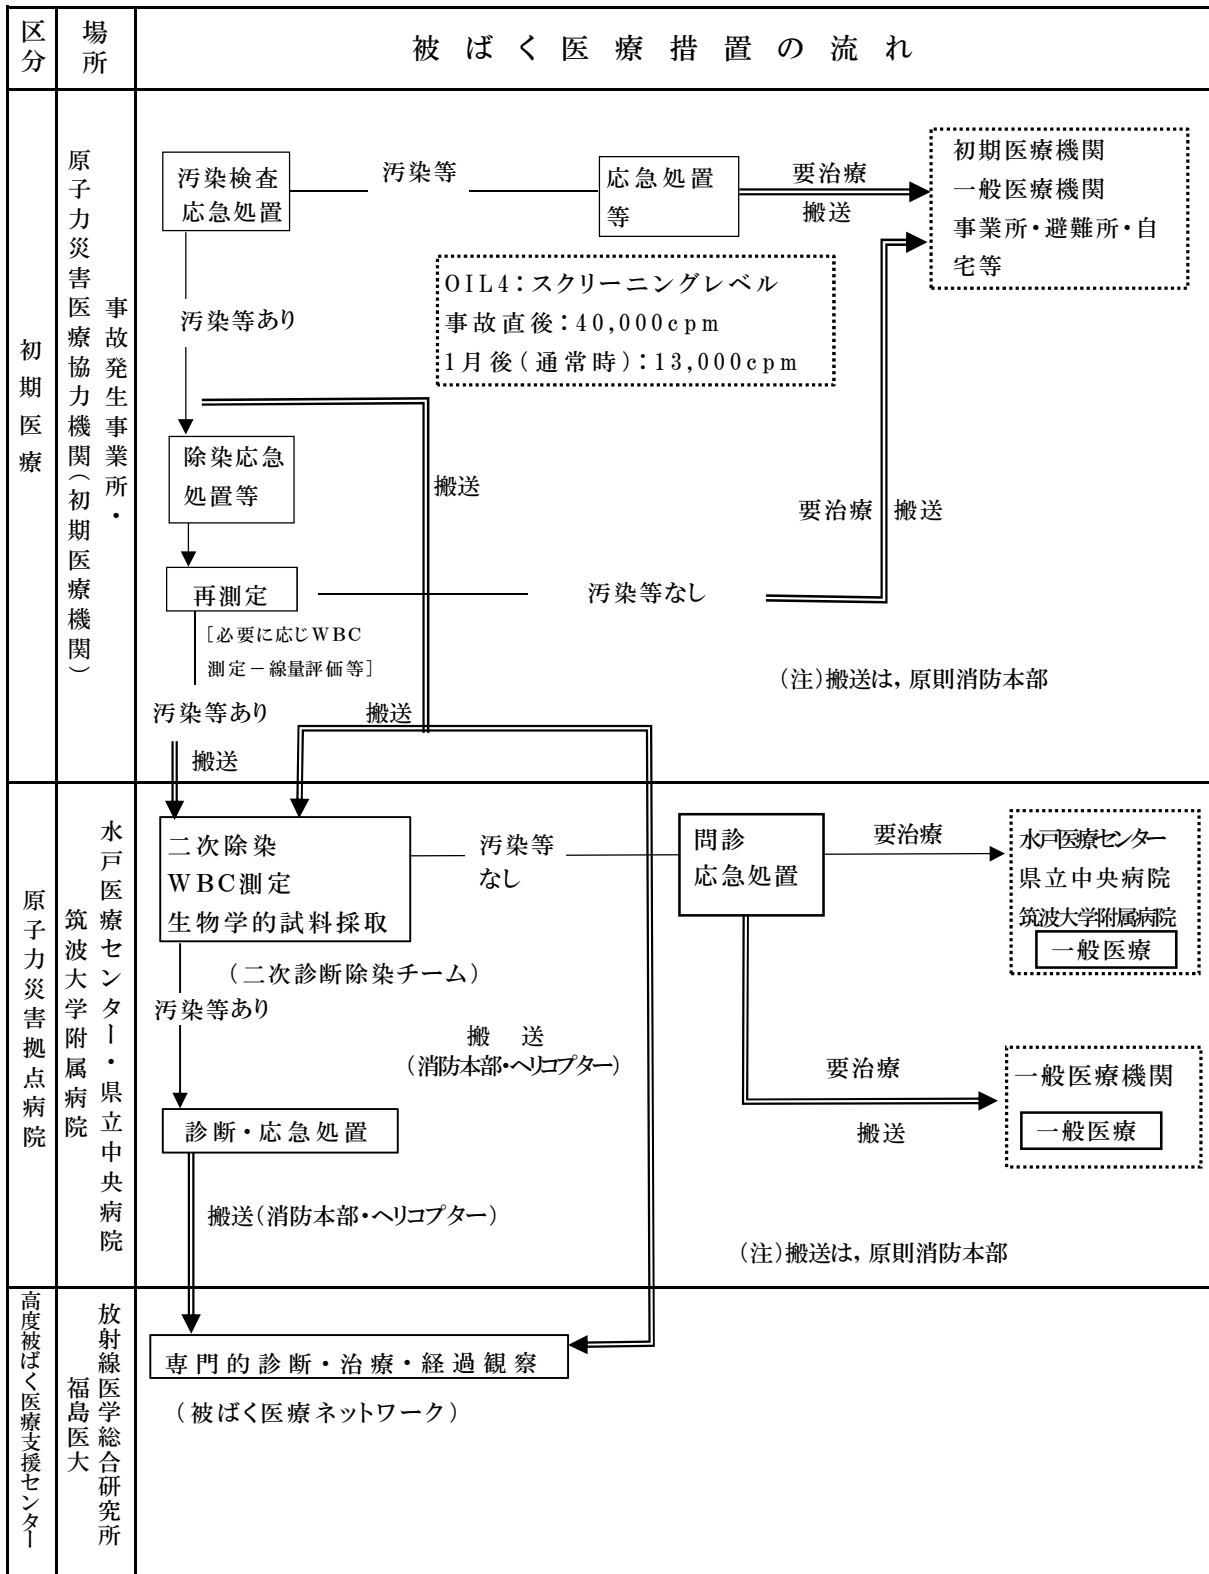 区分
場所
被ばく医療措置の流れ
初期医療
原子力災害医療協力機関(初期医療機関)
事故発生事業所・
汚染検査
応急処置
汚染等
応急処置
等
要治療
搬送
初期医療機関
一般医療機関
事業所・避難所・自
宅等
OIL4:スクリーニングレベル
事故直後:40,000cpm
1月後(通常時):13,000cpm
汚染等あり
除染応急
処置等
搬送
要治療
搬送
再測定
汚染等なし
[必要に応じWBC
測定-線量評価等]
(注)搬送は,原則消防本部
汚染等あり
搬送
搬送
原子力災害拠点病院
水戸医療センター・県立中央病院
筑波大学附属病院
二次除染
WBC測定
生物学的試料採取
汚染等
なし
問診
応急処置
要治療
水戸医療センター
県立中央病院
筑波大学附属病院
一般医療
(二次診断除染チーム)
汚染等あり
搬 送
(消防本部・ヘリコプター)
要治療
搬送
一般医療機関
一般医療
診断・応急処置
搬送(消防本部・ヘリコプター)
(注)搬送は,原則消防本部
高度被ばく医療支援センター
放射線医学総合研究所
福島医大
専門的診断・治療・経過観察
(被ばく医療ネットワーク)